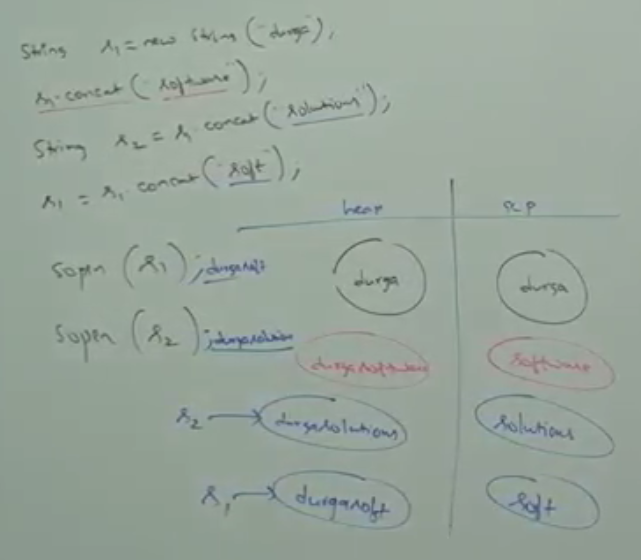 String s1 = new String("durga");
s1.concat("software");
String s2 = s1.concat("solutions");
s1 = s1.concat("soft");
heap SCP
sopln(s1); durgasoft
sopln(s2); durgasolutions
durga durga
durgasoftware software
s2 → durgasolutions solutions
s1 → durgasoft soft